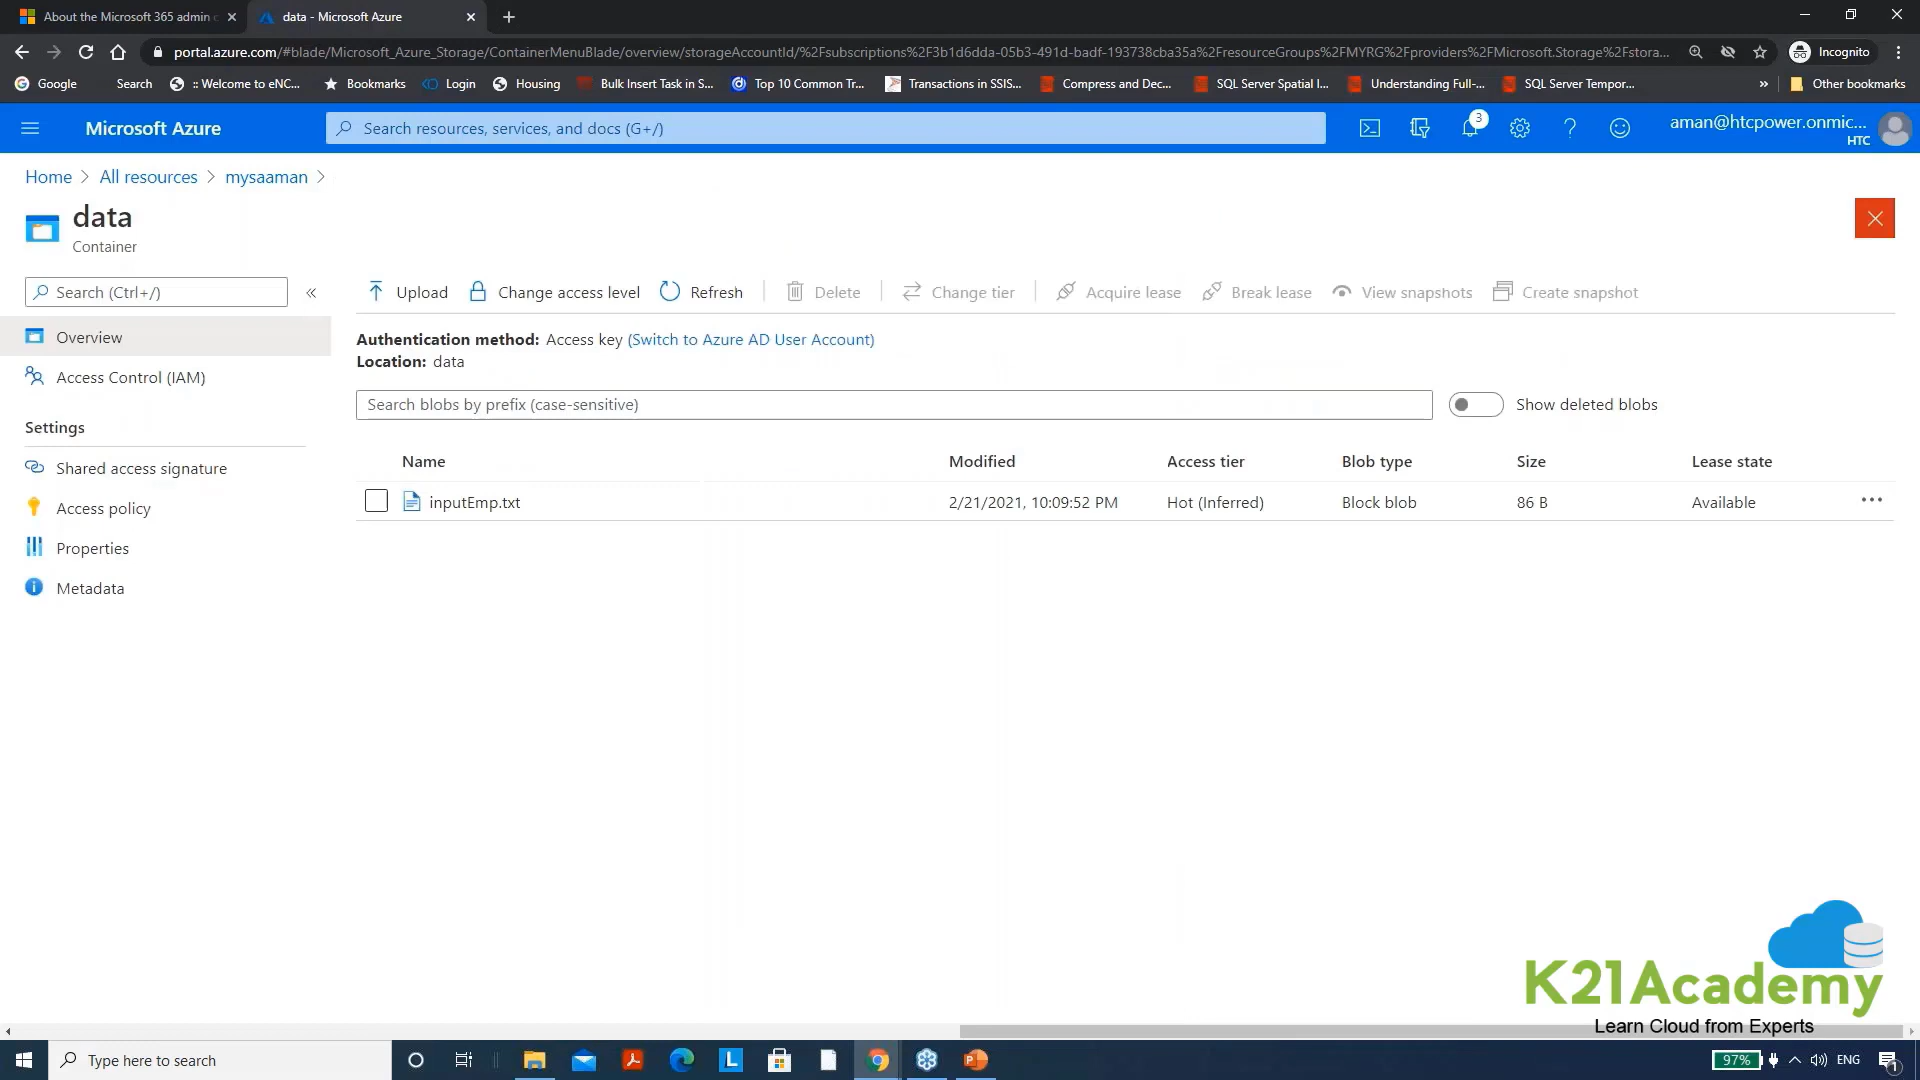 About the Microsoft 365 admin c
data - Microsoft Azure
portal.azure.com/#blade/Microsoft_Azure_Storage/ContainerMenuBlade/overview/storageAccountId/%2Fsubscriptions%2F3b1d6dda-05b3-491d-badf-193738cba35a%2FresourceGroups%2FMYRG%2Fproviders%2FMicrosoft.Storage%2Fstora...
Incognito
Google
Search
:: Welcome to eNC...
Bookmarks
Login
Housing
Bulk Insert Task in S...
Top 10 Common Tr...
Transactions in SSIS...
Compress and Dec...
SQL Server Spatial I...
Understanding Full-...
SQL Server Tempor...
»
Other bookmarks
Microsoft Azure
Search resources, services, and docs (G+/)
3
aman@htcpower.onmic...
HTC
Home > All resources > mysaaman >
data
Container
Search (Ctrl+/)
«
Upload
Change access level
Refresh
Delete
Change tier
Acquire lease
Break lease
View snapshots
Create snapshot
Overview
Access Control (IAM)
Settings
Shared access signature
Access policy
Properties
Metadata
Authentication method: Access key (Switch to Azure AD User Account)
Location: data
Search blobs by prefix (case-sensitive)
Show deleted blobs
Name Modified Access tier Blob type Size Lease state
inputEmp.txt 2/21/2021, 10:09:52 PM Hot (Inferred) Block blob 86 B Available ...
K21Academy
Learn Cloud from Experts
Type here to search
97%
ENG
1